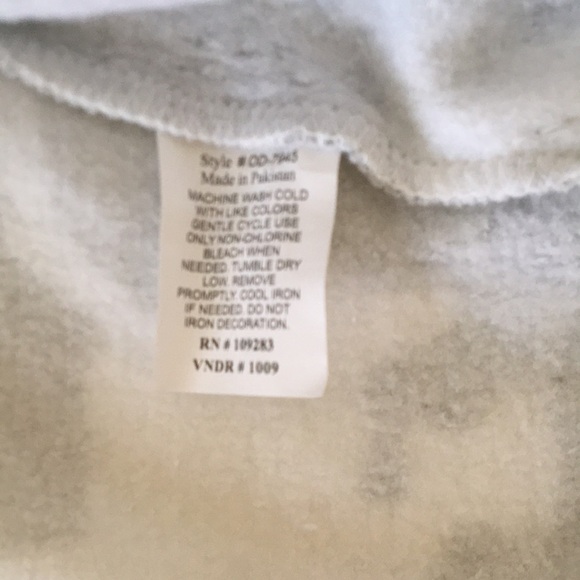 Style # OD-7945
Made in Pakistan
MACHINE WASH COLD
WITH LIKE COLORS
GENTLE CYCLE USE
ONLY NON-CHLORINE
BLEACH WHEN
NEEDED. TUMBLE DRY
LOW. REMOVE
PROMPTLY. COOL IRON
IF NEEDED. DO NOT
IRON DECORATION.
RN # 109283
VNDR # 1009